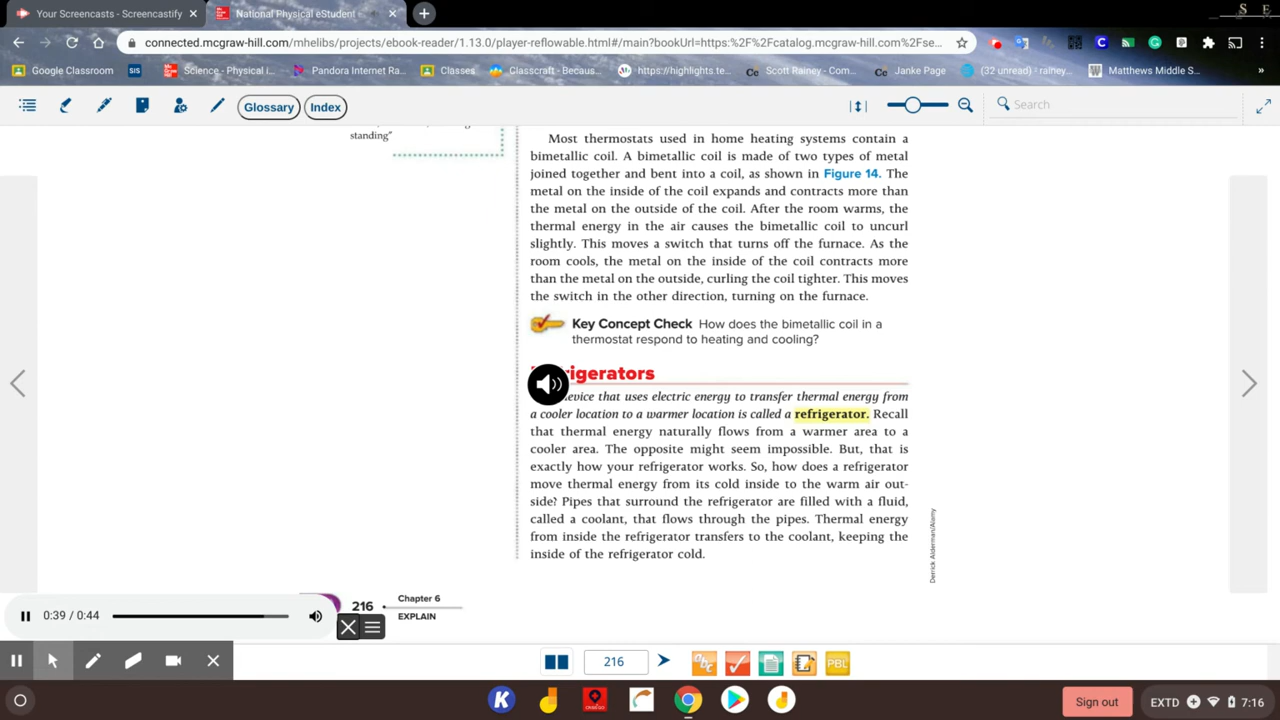 S E
Your Screencasts - Screencastify
National Physical eStudent e
connected.mcgraw-hill.com/mhelibs/projects/ebook-reader/1.13.0/player-reflowable.html#/main?bookUrl=https:%2F%2Fcatalog.mcgraw-hill.com%2Fse...
Google Classroom
SIS
Science - Physical i...
Pandora Internet Ra...
Classes
Classcraft - Becaus...
https://highlights.te...
Scott Rainey - Com...
Janke Page
(32 unread) - rainey...
Matthews Middle S...
»
Glossary
Index
Search
standing"
Most thermostats used in home heating systems contain a
bimetallic coil. A bimetallic coil is made of two types of metal
joined together and bent into a coil, as shown in Figure 14. The
metal on the inside of the coil expands and contracts more than
the metal on the outside of the coil. After the room warms, the
thermal energy in the air causes the bimetallic coil to uncurl
slightly. This moves a switch that turns off the furnace. As the
room cools, the metal on the inside of the coil contracts more
than the metal on the outside, curling the coil tighter. This moves
the switch in the other direction, turning on the furnace.
Key Concept Check How does the bimetallic coil in a
thermostat respond to heating and cooling?
igerators
evice that uses electric energy to transfer thermal energy from
a cooler location to a warmer location is called a refrigerator. Recall
that thermal energy naturally flows from a warmer area to a
cooler area. The opposite might seem impossible. But, that is
exactly how your refrigerator works. So, how does a refrigerator
move thermal energy from its cold inside to the warm air out-
side? Pipes that surround the refrigerator are filled with a fluid,
called a coolant, that flows through the pipes. Thermal energy
from inside the refrigerator transfers to the coolant, keeping the
inside of the refrigerator cold.
Derrick Alderman/Alamy
0:39 / 0:44
216 • Chapter 6
EXPLAIN
216
abc
PBL
Sign out
EXTD
7:16